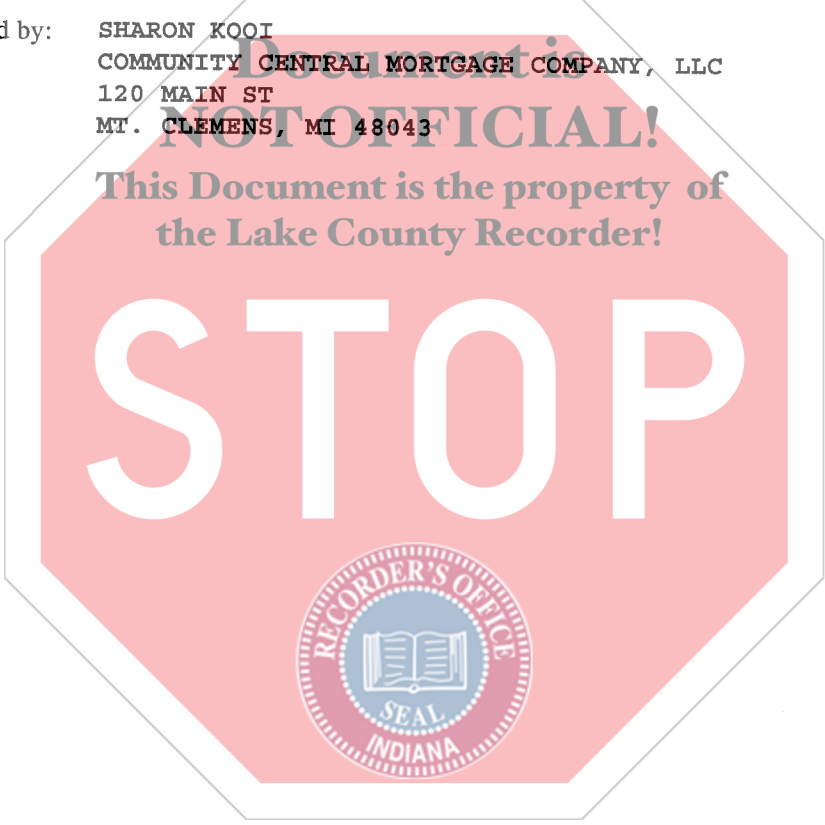 d by: SHARON KOOI
COMMUNITY CENTRAL MORTGAGE COMPANY, LLC
120 MAIN ST
MT. CLEMENS, MI 48043
Document is
NOT OFFICIAL!
This Document is the property of
the Lake County Recorder!
STOP
RECORDER'S OFFICE
SEAL
INDIANA